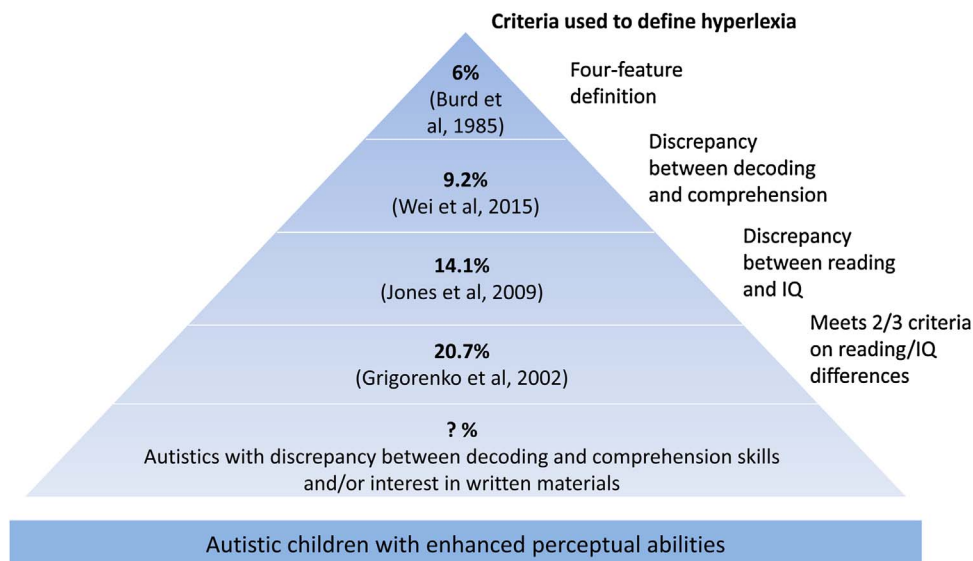 Criteria used to define hyperlexia
6%
(Burd et
al, 1985)
Four-feature
definition
9.2%
(Wei et al, 2015)
Discrepancy
between decoding
and comprehension
14.1%
(Jones et al, 2009)
Discrepancy
between reading
and IQ
20.7%
(Grigorenko et al, 2002)
Meets 2/3 criteria
on reading/IQ
differences
? %
Autistics with discrepancy between decoding and comprehension skills
and/or interest in written materials
Autistic children with enhanced perceptual abilities